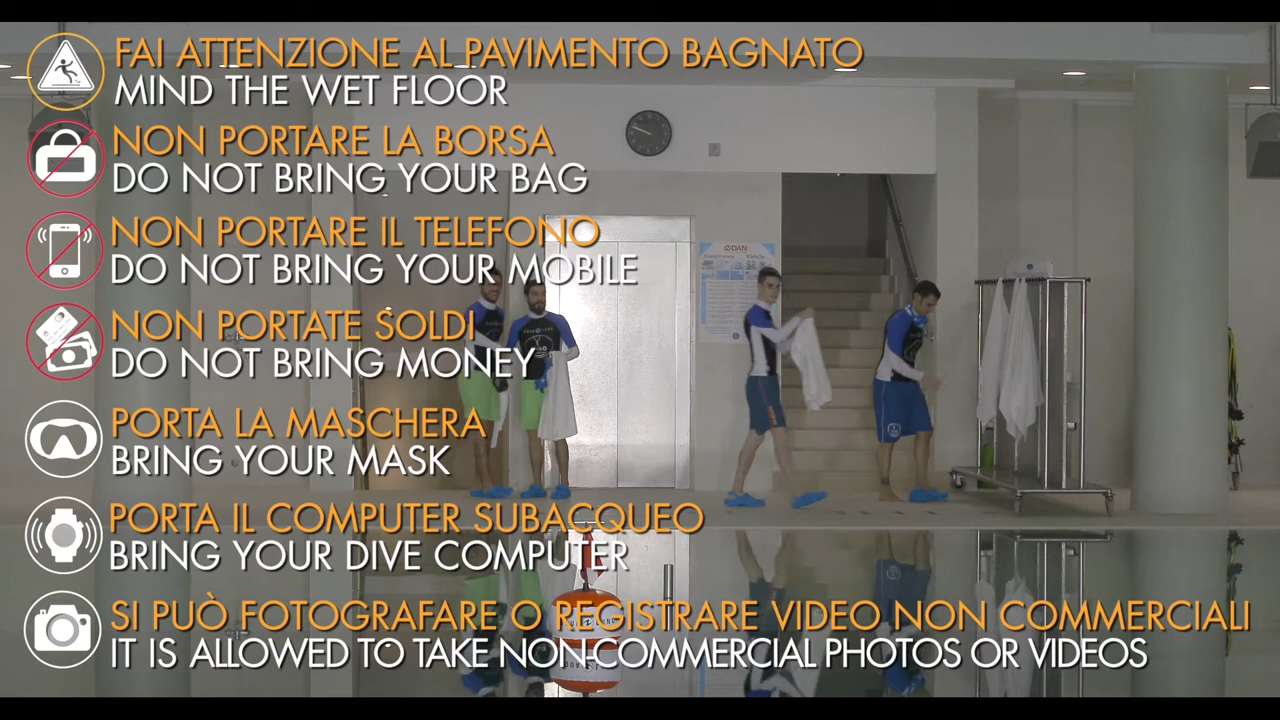 FAI ATTENZIONE AL PAVIMENTO BAGNATO
MIND THE WET FLOOR
NON PORTARE LA BORSA
DO NOT BRING YOUR BAG
NON PORTARE IL TELEFONO
DO NOT BRING YOUR MOBILE
NON PORTATE SOLDI
DO NOT BRING MONEY
PORTA LA MASCHERA
BRING YOUR MASK
PORTA IL COMPUTER SUBACQUEO
BRING YOUR DIVE COMPUTER
SI PUÒ FOTOGRAFARE O REGISTRARE VIDEO NON COMMERCIALI
IT IS ALLOWED TO TAKE NON-COMMERCIAL PHOTOS OR VIDEOS
DAN